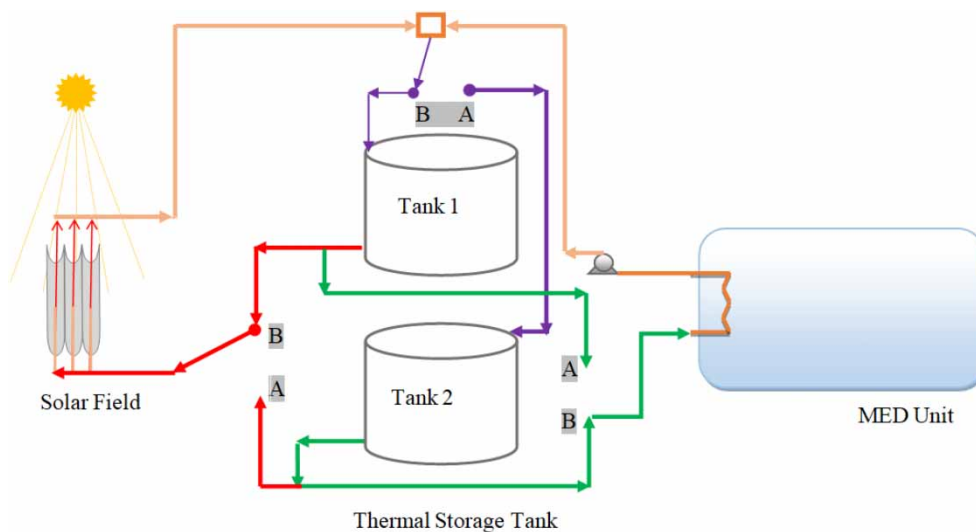 B A
Tank 1
B
A
A
Tank 2
B
Solar Field
MED Unit
Thermal Storage Tank